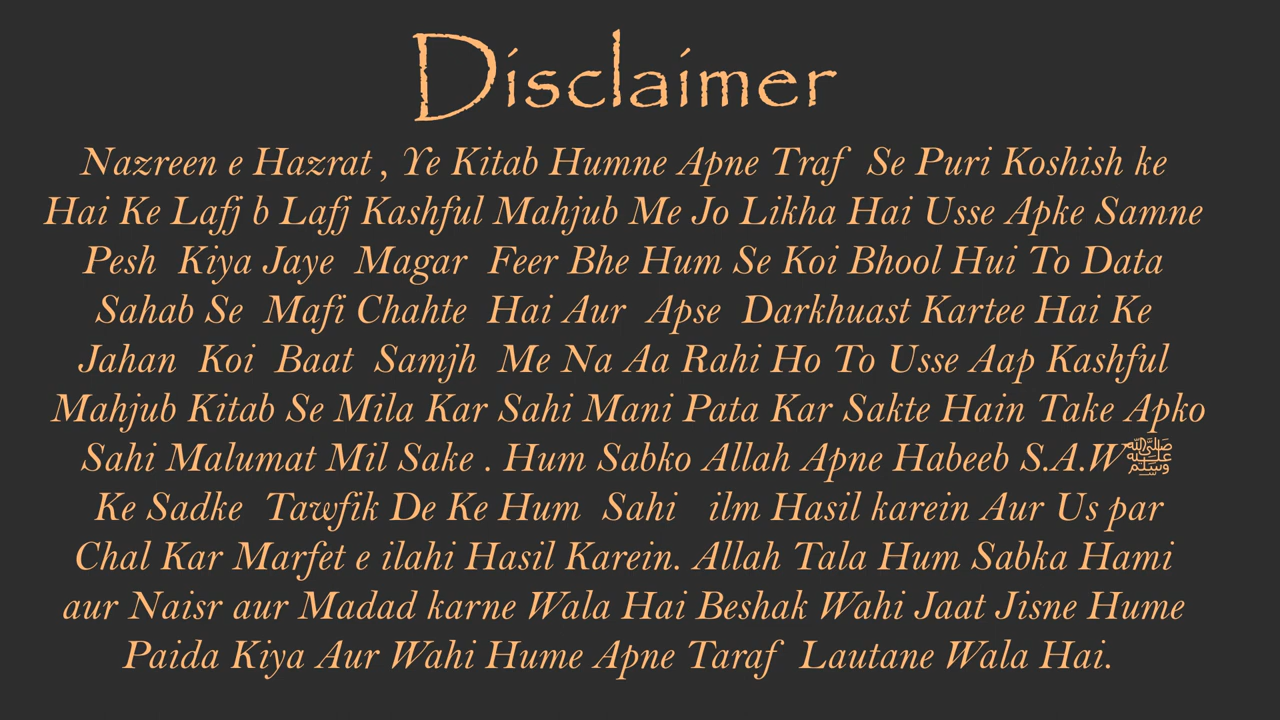 Disclaimer
Nazreen e Hazrat , Ye Kitab Humne Apne Traf Se Puri Koshish ke
Hai Ke Lafj b Lafj Kashful Mahjub Me Jo Likha Hai Usse Apke Samne
Pesh Kiya Jaye Magar Feer Bhe Hum Se Koi Bhool Hui To Data
Sahab Se Mafi Chahte Hai Aur Apse Darkhuast Kartee Hai Ke
Jahan Koi Baat Samjh Me Na Aa Rahi Ho To Usse Aap Kashful
Mahjub Kitab Se Mila Kar Sahi Mani Pata Kar Sakte Hain Take Apko
Sahi Malumat Mil Sake . Hum Sabko Allah Apne Habeeb S.A.Wﷺ
Ke Sadke Tawfik De Ke Hum Sahi ilm Hasil karein Aur Us par
Chal Kar Marfet e ilahi Hasil Karein. Allah Tala Hum Sabka Hami
aur Naisr aur Madad karne Wala Hai Beshak Wahi Jaat Jisne Hume
Paida Kiya Aur Wahi Hume Apne Taraf Lautane Wala Hai.